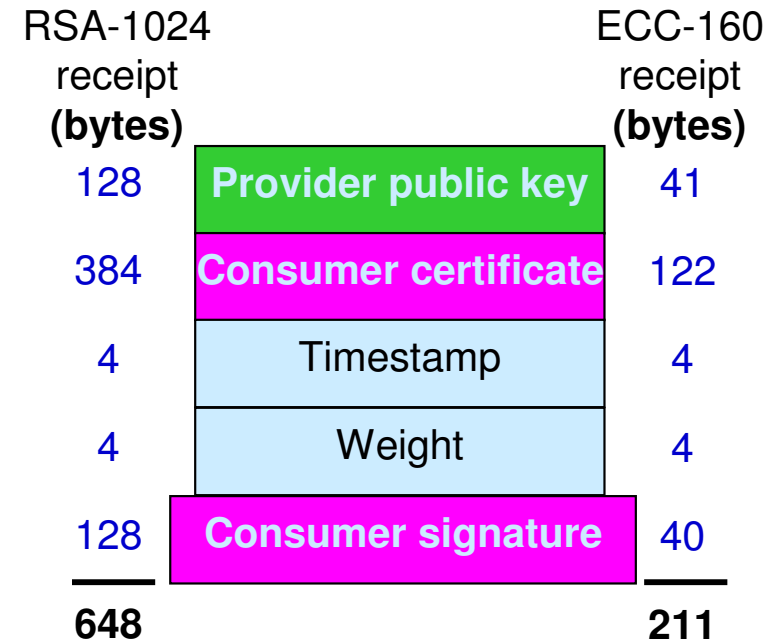 RSA-1024 ECC-160
receipt receipt
(bytes) (bytes)
128 Provider public key 41
384 Consumer certificate 122
4 Timestamp 4
4 Weight 4
128 Consumer signature 40
648 211